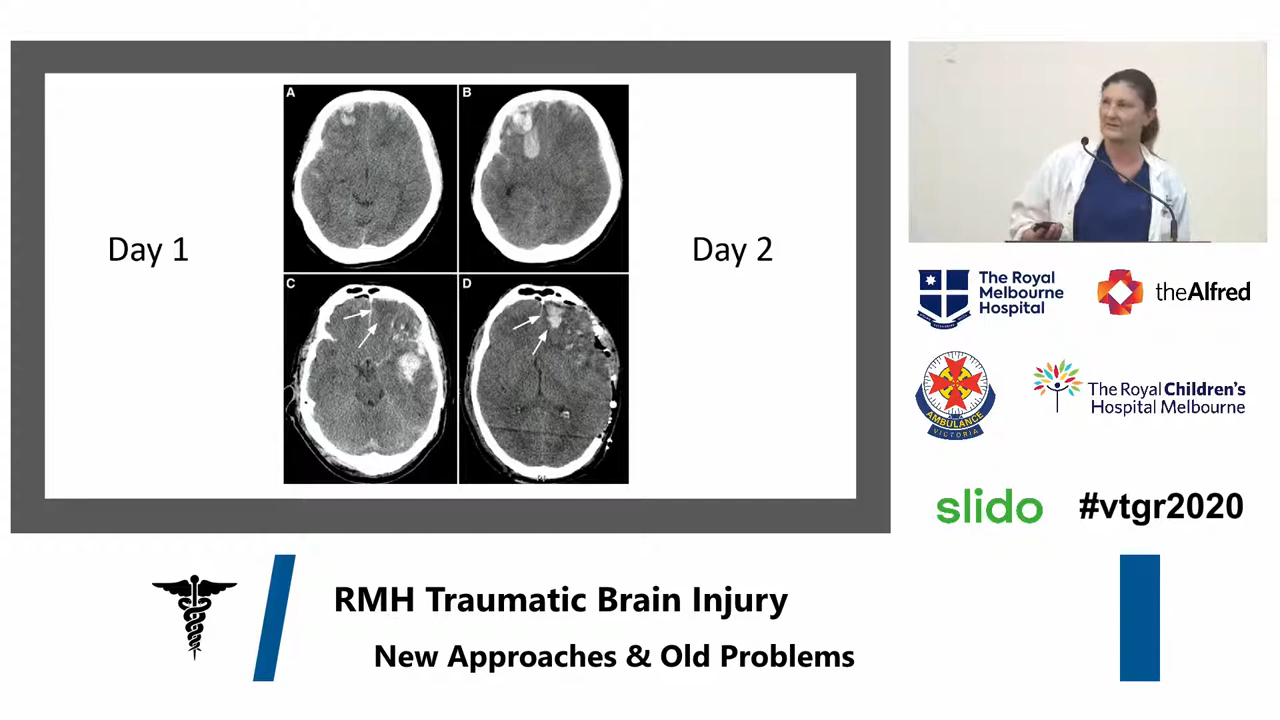 A
B
Day 1
Day 2
C
D
The Royal
Melbourne
Hospital
theAlfred
AMBULANCE
VICTORIA
The Royal Children's
Hospital Melbourne
slido
#vtgr2020
RMH Traumatic Brain Injury
New Approaches & Old Problems